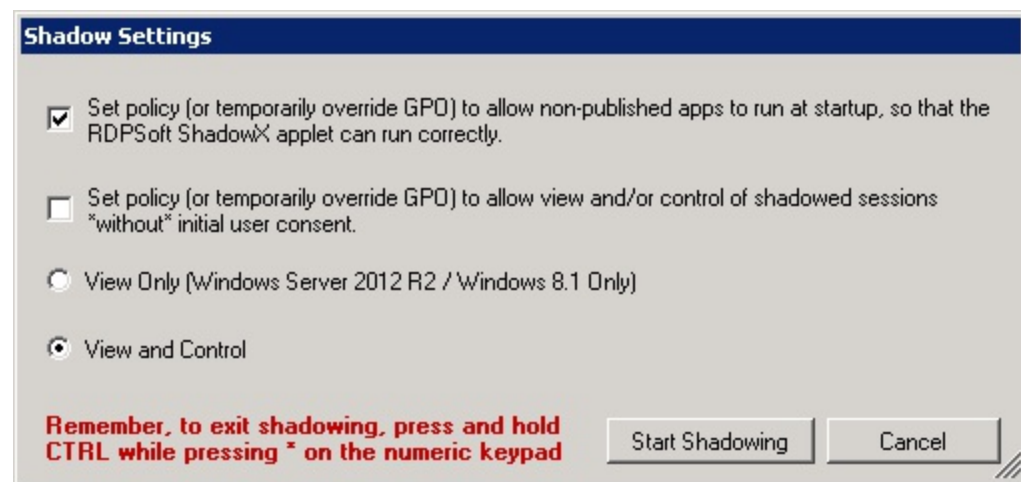 Shadow Settings
Set policy (or temporarily override GPO) to allow non-published apps to run at startup, so that the
RDPSoft ShadowX applet can run correctly.
Set policy (or temporarily override GPO) to allow view and/or control of shadowed sessions
*without* initial user consent.
View Only (Windows Server 2012 R2 / Windows 8.1 Only)
View and Control
Remember, to exit shadowing, press and hold
CTRL while pressing * on the numeric keypad
Start Shadowing
Cancel